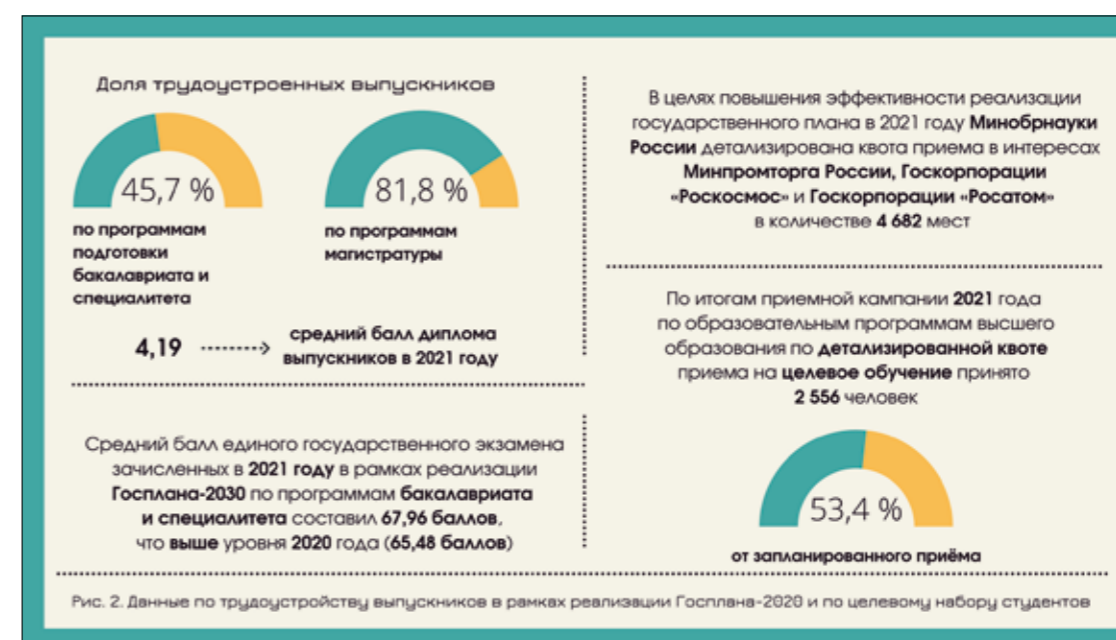 Доля трудоустроенных выпускников
45,7 %
81,8 %
по программам
подготовки
бакалавриата и
специалитета
по программам
магистратуры
4,19
средний балл диплома
выпускников в 2021 году
Средний балл единого государственного экзамена
зачисленных в 2021 году в рамках реализации
Госплана-2030 по программам бакалавриата
и специалитета составил 67,96 баллов,
что выше уровня 2020 года (65,48 баллов)
В целях повышения эффективности реализации
государственного плана в 2021 году Минобрнауки
России детализирована квота приема в интересах
Минпромторга России, Госкорпорации
«Роскосмос» и Госкорпорации «Росатом»
в количестве 4 682 мест
По итогам приемной кампании 2021 года
по образовательным программам высшего
образования по детализированной квоте
приема на целевое обучение принято
2 556 человек
53,4 %
от запланированного приёма
Рис. 2. Данные по трудоустройству выпускников в рамках реализации Госплана-2020 и по целевому набору студентов